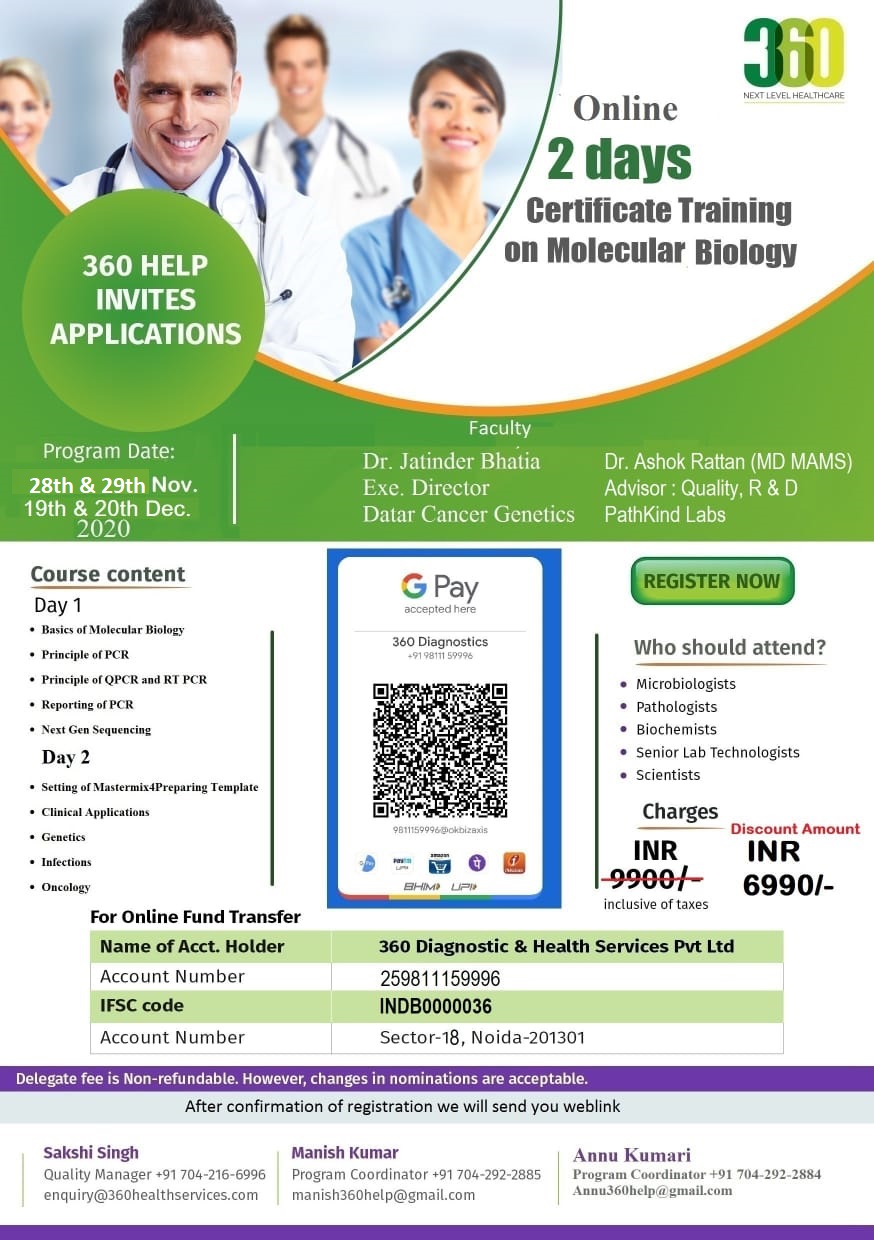 360
NEXT LEVEL HEALTHCARE
Online
2 days
Certificate Training
on Molecular Biology
360 HELP
INVITES
APPLICATIONS
Program Date:
28th & 29th Nov.
19th & 20th Dec.
2020
Faculty
Dr. Jatinder Bhatia
Exe. Director
Datar Cancer Genetics
Dr. Ashok Rattan (MD MAMS)
Advisor : Quality, R & D
PathKind Labs
Course content
Day 1
• Basics of Molecular Biology
• Principle of PCR
• Principle of QPCR and RT PCR
• Reporting of PCR
• Next Gen Sequencing
Day 2
• Setting of Mastermix4Preparing Template
• Clinical Applications
• Genetics
• Infections
• Oncology
G Pay
accepted here
360 Diagnostics
+91 98111 59996
9811159996@okbizaxis
G Pay
paytm
UPI
amazon
BHIM UPI
REGISTER NOW
Who should attend?
• Microbiologists
• Pathologists
• Biochemists
• Senior Lab Technologists
• Scientists
Charges
INR
9900/-
inclusive of taxes
Discount Amount
INR
6990/-
For Online Fund Transfer
Name of Acct. Holder 360 Diagnostic & Health Services Pvt Ltd
Account Number 259811159996
IFSC code INDB0000036
Account Number Sector-18, Noida-201301
Delegate fee is Non-refundable. However, changes in nominations are acceptable.
After confirmation of registration we will send you weblink
Sakshi Singh
Quality Manager +91 704-216-6996
enquiry@360healthservices.com
Manish Kumar
Program Coordinator +91 704-292-2885
manish360help@gmail.com
Annu Kumari
Program Coordinator +91 704-292-2884
Annu360help@gmail.com